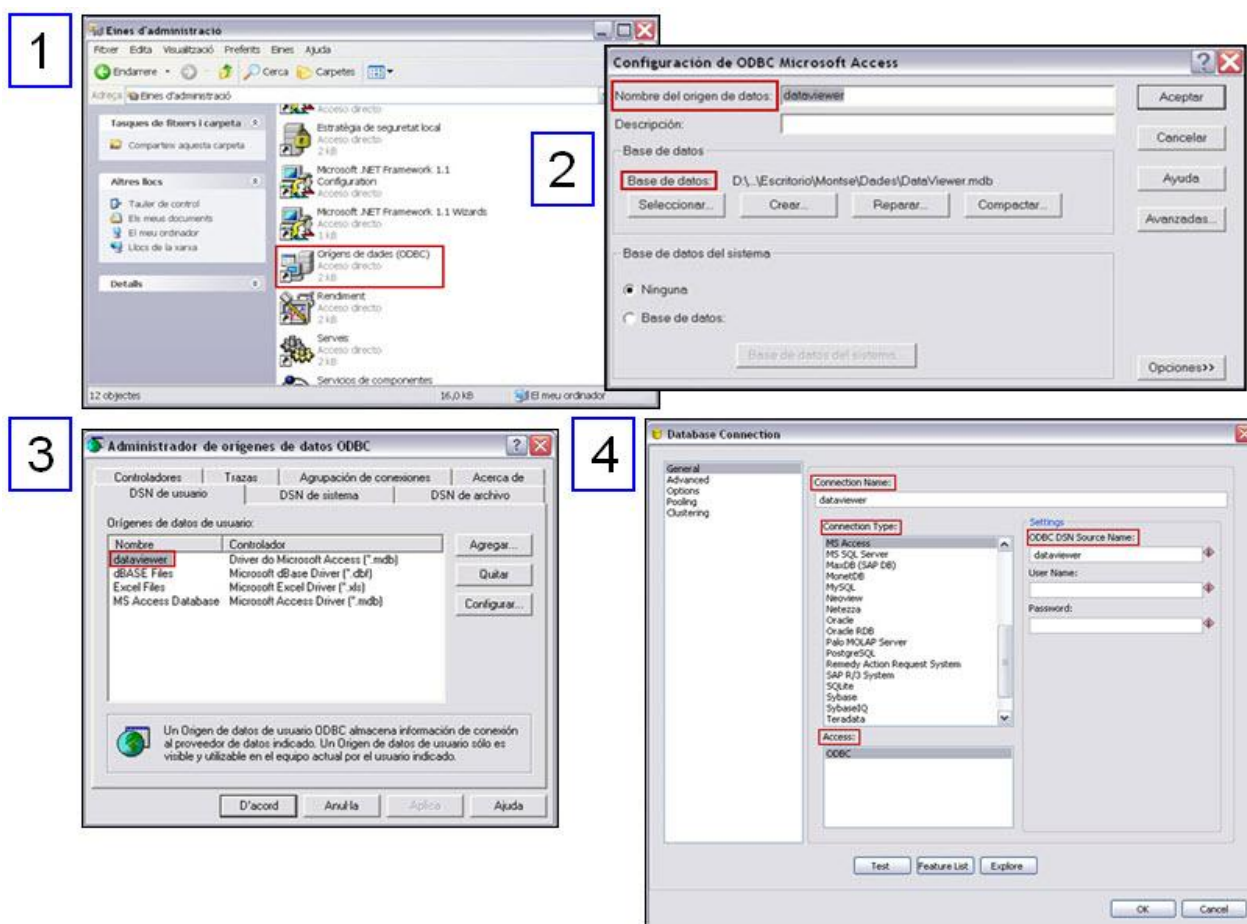 1
Eines d'administració
Fitxer Edita Visualització Preferits Eines Ajuda
Endarrere Cerca Carpetes
Adreça Eines d'administració
Tasques de fitxers i carpeta
Comparteix aquesta carpeta
Altres llocs
Tauler de control
Els meus documents
El meu ordinador
Llocs de la xarxa
Detalls
Acceso directo
Estratègia de seguretat local
Acceso directo
2 kB
Microsoft .NET Framework 1.1
Configuration
Acceso directo
Microsoft .NET Framework 1.1 Wizards
Acceso directo
1 kB
Orígens de dades (ODBC)
Acceso directo
2 kB
Rendiment
Acceso directo
2 kB
Serveis
Acceso directo
2 kB
Servicios de componentes
12 objectes 16,0 kB El meu ordinador
2
Configuración de ODBC Microsoft Access
Nombre del origen de datos: dataviewer
Descripción:
Base de datos
Base de datos: D:\...\Escritorio\Montse\Dades\DataViewer.mdb
Seleccionar... Crear... Reparar... Compactar...
Base de datos del sistema
Ninguna
Base de datos:
Base de datos del sistema...
Aceptar
Cancelar
Ayuda
Avanzadas...
Opciones>>
3
Administrador de orígenes de datos ODBC
Controladores Trazas Agrupación de conexiones Acerca de
DSN de usuario DSN de sistema DSN de archivo
Orígenes de datos de usuario:
Nombre Controlador
dataviewer Driver do Microsoft Access (*.mdb)
dBASE Files Microsoft dBase Driver (*.dbf)
Excel Files Microsoft Excel Driver (*.xls)
MS Access Database Microsoft Access Driver (*.mdb)
Agregar...
Quitar
Configurar...
Un Origen de datos de usuario ODBC almacena información de conexión
al proveedor de datos indicado. Un Origen de datos de usuario sólo es
visible y utilizable en el equipo actual por el usuario indicado.
D'acord Anul·la Aplica Ajuda
4
Database Connection
General
Advanced
Options
Pooling
Clustering
Connection Name:
dataviewer
Connection Type:
MS Access
MS SQL Server
MaxDB (SAP DB)
MonetDB
MySQL
Neoview
Netezza
Oracle
Oracle RDB
Palo MOLAP Server
PostgreSQL
Remedy Action Request System
SAP R/3 System
SQLite
Sybase
SybaseIQ
Teradata
Access:
ODBC
Settings
ODBC DSN Source Name:
dataviewer
User Name:
Password:
Test Feature List Explore
OK Cancel